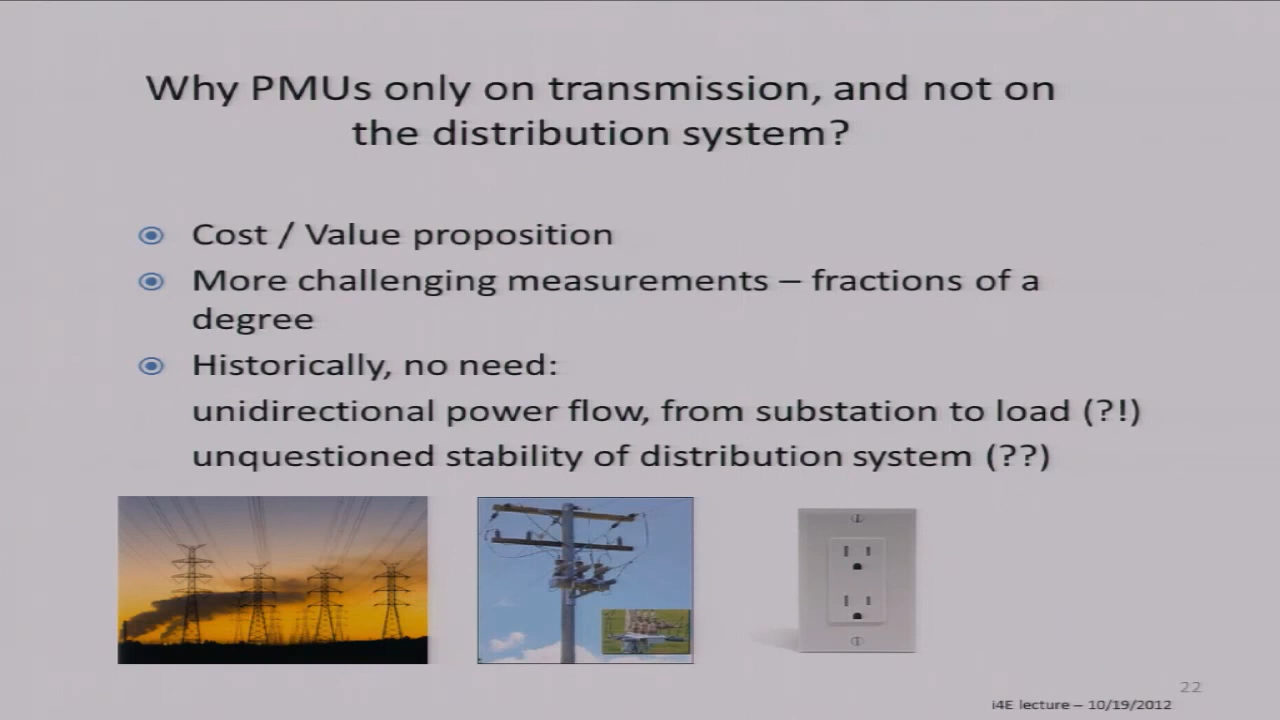 Why PMUs only on transmission, and not on
the distribution system?
Cost / Value proposition
More challenging measurements – fractions of a
degree
Historically, no need:
unidirectional power flow, from substation to load (?!)
unquestioned stability of distribution system (??)
22
i4E lecture – 10/19/2012